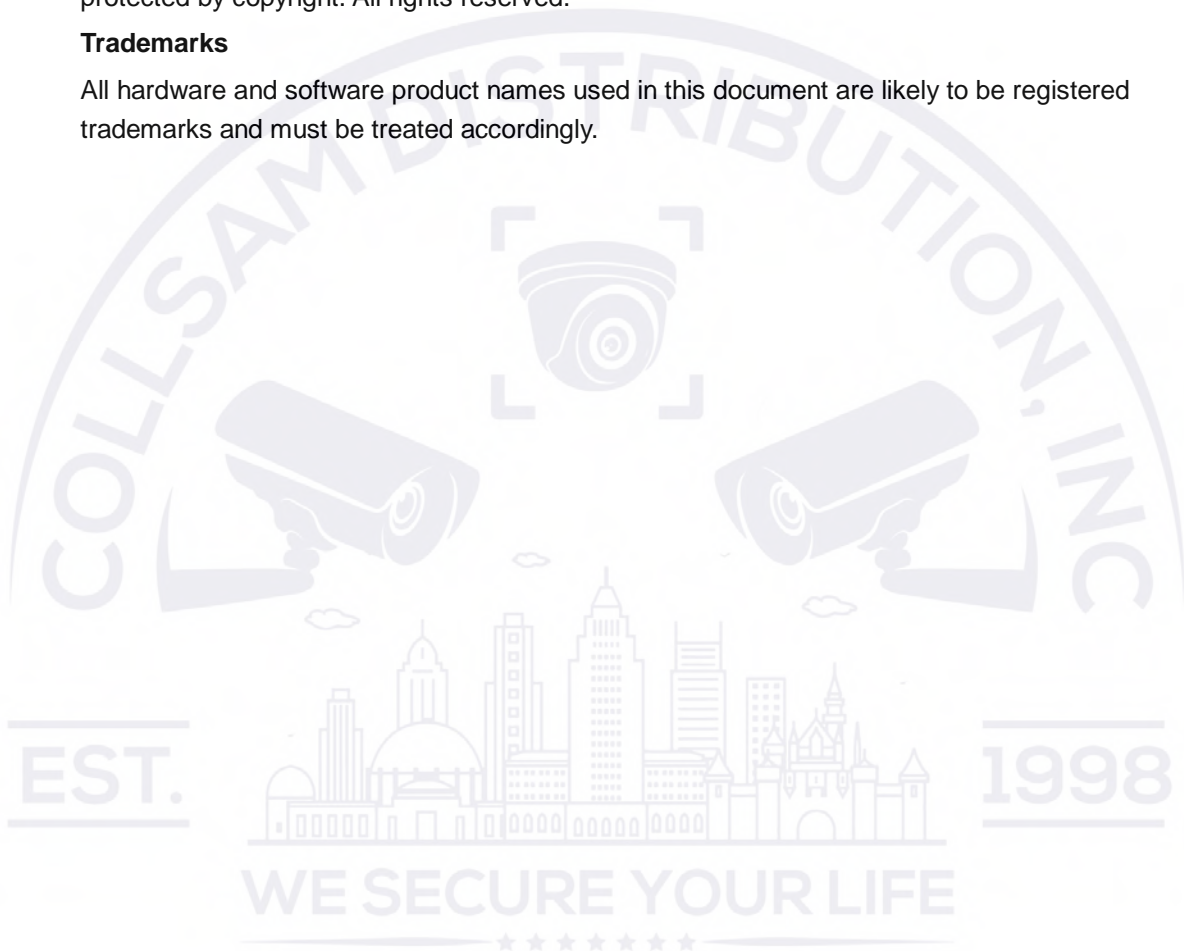 protected by copyright. All rights reserved.
Trademarks
All hardware and software product names used in this document are likely to be registered
trademarks and must be treated accordingly.
COLLSAM DISTRIBUTION, INC
EST.
1998
WE SECURE YOUR LIFE